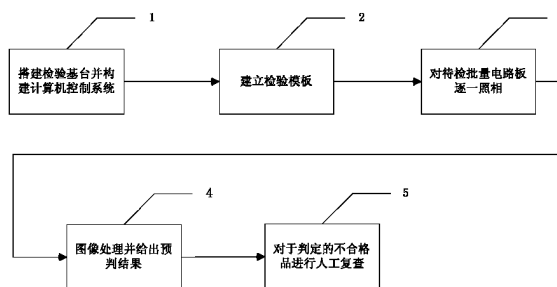 1
2
搭建检验基台并构
建计算机控制系统
建立检验模板
对待检批量电路板
逐一照相
4
5
图像处理并给出预
判结果
对于判定的不合格
品进行人工复查